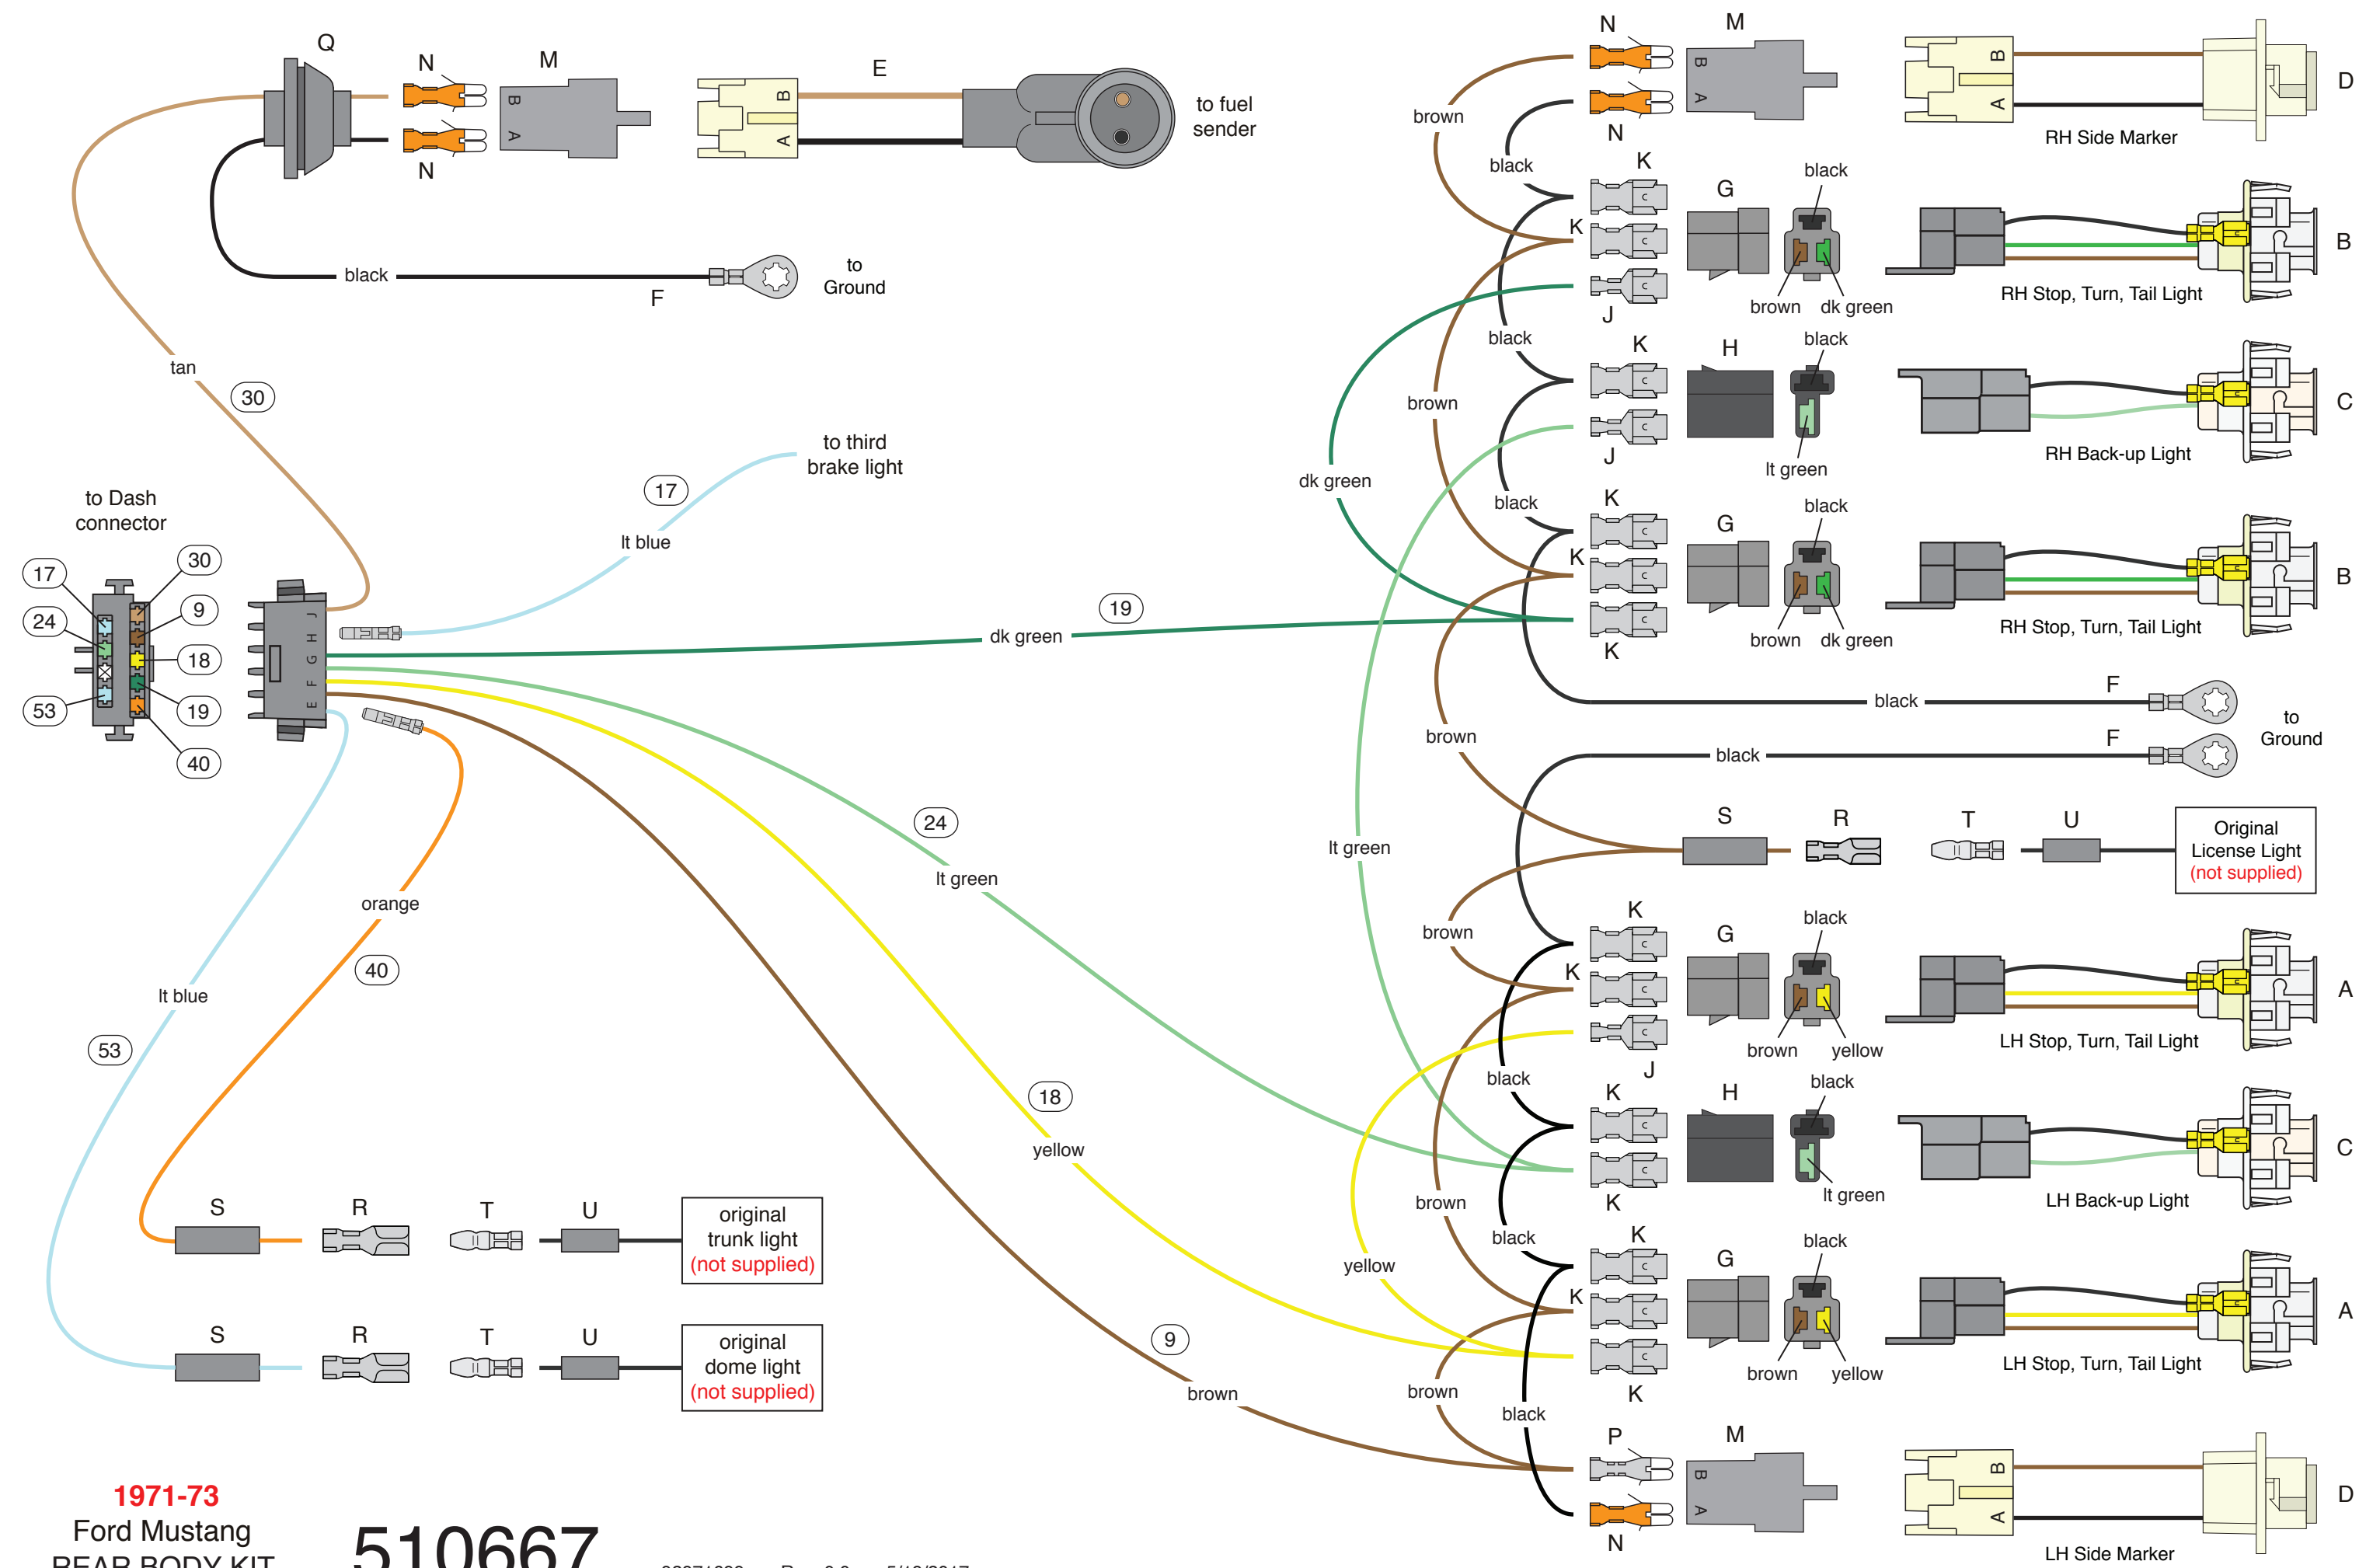 Q
N
M
B
A
N
E
B
A
to fuel
sender
black
F
to
Ground
tan
30
to third
brake light
17
lt blue
to Dash
connector
17
24
53
30
9
18
19
40
J
H
G
F
E
19
dk green
24
lt green
18
yellow
9
brown
orange
40
lt blue
53
S
R
T
U
original
trunk light
(not supplied)
S
R
T
U
original
dome light
(not supplied)
1971-73
Ford Mustang
REAR BODY KIT
510667
N
M
B
A
N
brown
black
B
A
RH Side Marker
D
K
K
J
C
C
C
G
black
brown
dk green
RH Stop, Turn, Tail Light
B
black
brown
dk green
K
J
C
C
H
black
lt green
RH Back-up Light
C
black
K
K
K
C
C
C
G
black
brown
dk green
RH Stop, Turn, Tail Light
B
black
F
to
Ground
black
F
brown
lt green
S
R
T
U
Original
License Light
(not supplied)
brown
K
K
J
C
C
C
G
black
brown
yellow
LH Stop, Turn, Tail Light
A
black
K
K
C
C
H
black
lt green
LH Back-up Light
C
brown
black
yellow
K
K
K
C
C
C
G
black
brown
yellow
LH Stop, Turn, Tail Light
A
brown
black
P
N
M
B
A
B
A
LH Side Marker
D